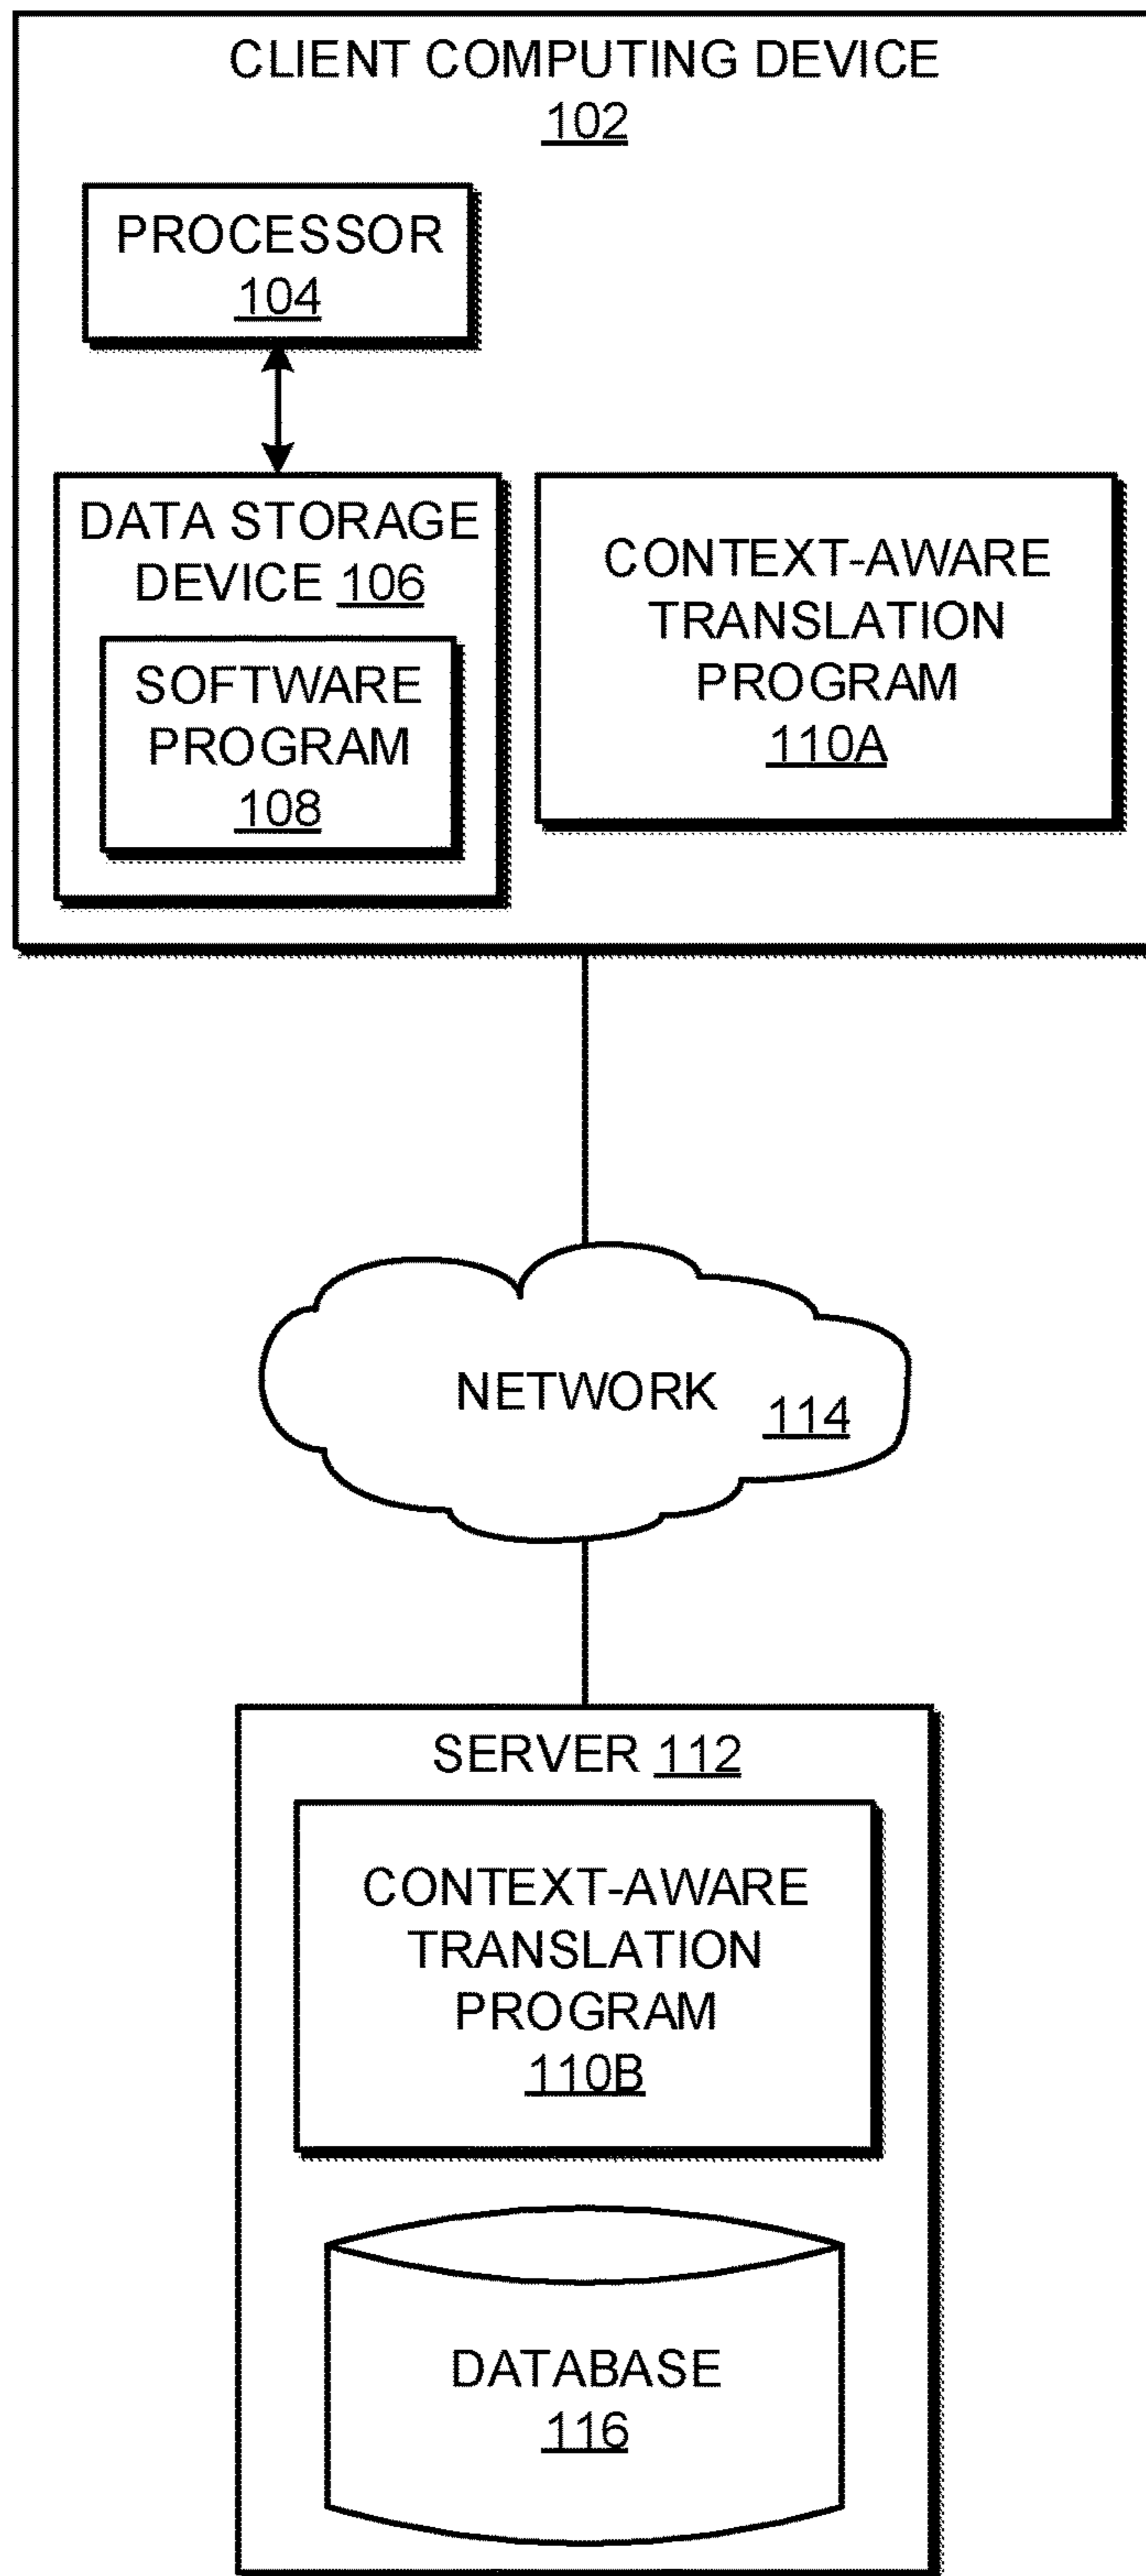 CLIENT COMPUTING DEVICE
102
PROCESSOR
104
DATA STORAGE
DEVICE 106
SOFTWARE
PROGRAM
108
CONTEXT-AWARE
TRANSLATION
PROGRAM
110A
NETWORK 114
SERVER 112
CONTEXT-AWARE
TRANSLATION
PROGRAM
110B
DATABASE
116